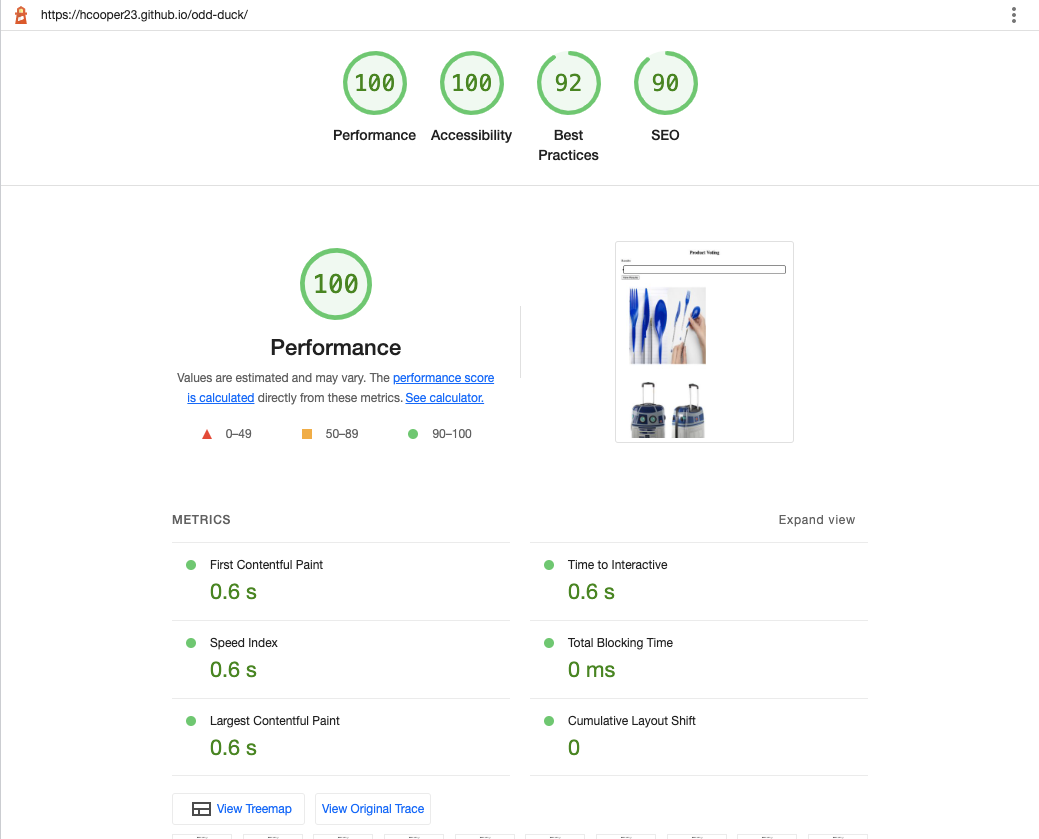 https://hcooper23.github.io/odd-duck/
100
100
92
90
Performance
Accessibility
Best
Practices
SEO
100
Performance
Values are estimated and may vary. The performance score
is calculated directly from these metrics. See calculator.
0–49
50–89
90–100
Product Voting
METRICS
Expand view
First Contentful Paint
0.6 s
Time to Interactive
0.6 s
Speed Index
0.6 s
Total Blocking Time
0 ms
Largest Contentful Paint
0.6 s
Cumulative Layout Shift
0
View Treemap
View Original Trace